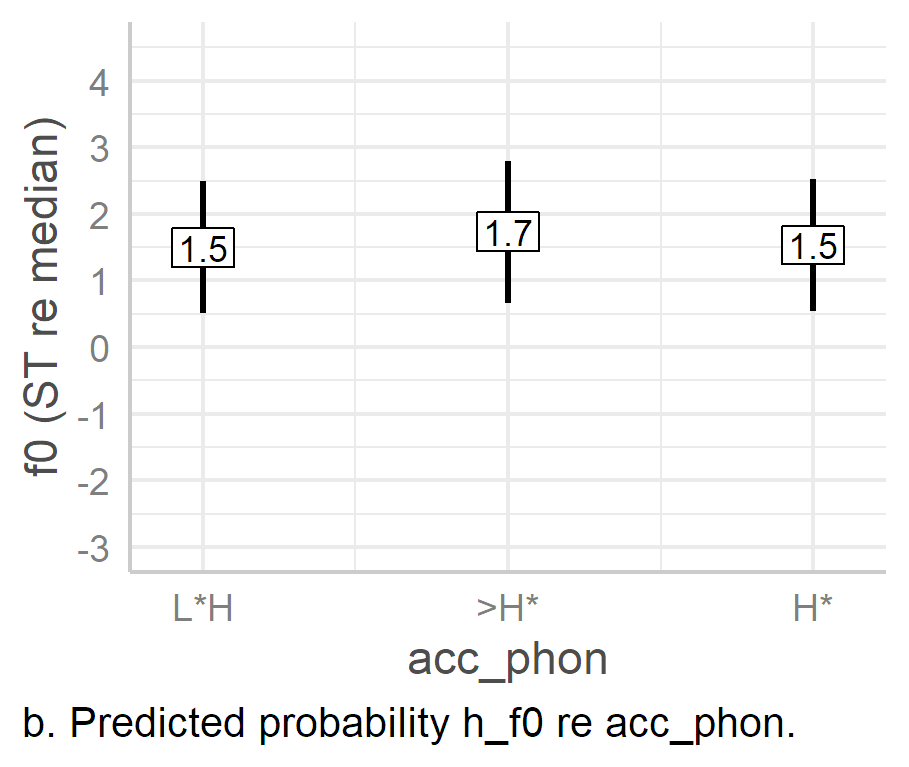 f0 (ST re median)
4
3
2
1
0
-1
-2
-3
1.5
1.7
1.5
L*H
>H*
H*
acc_phon
b. Predicted probability h_f0 re acc_phon.